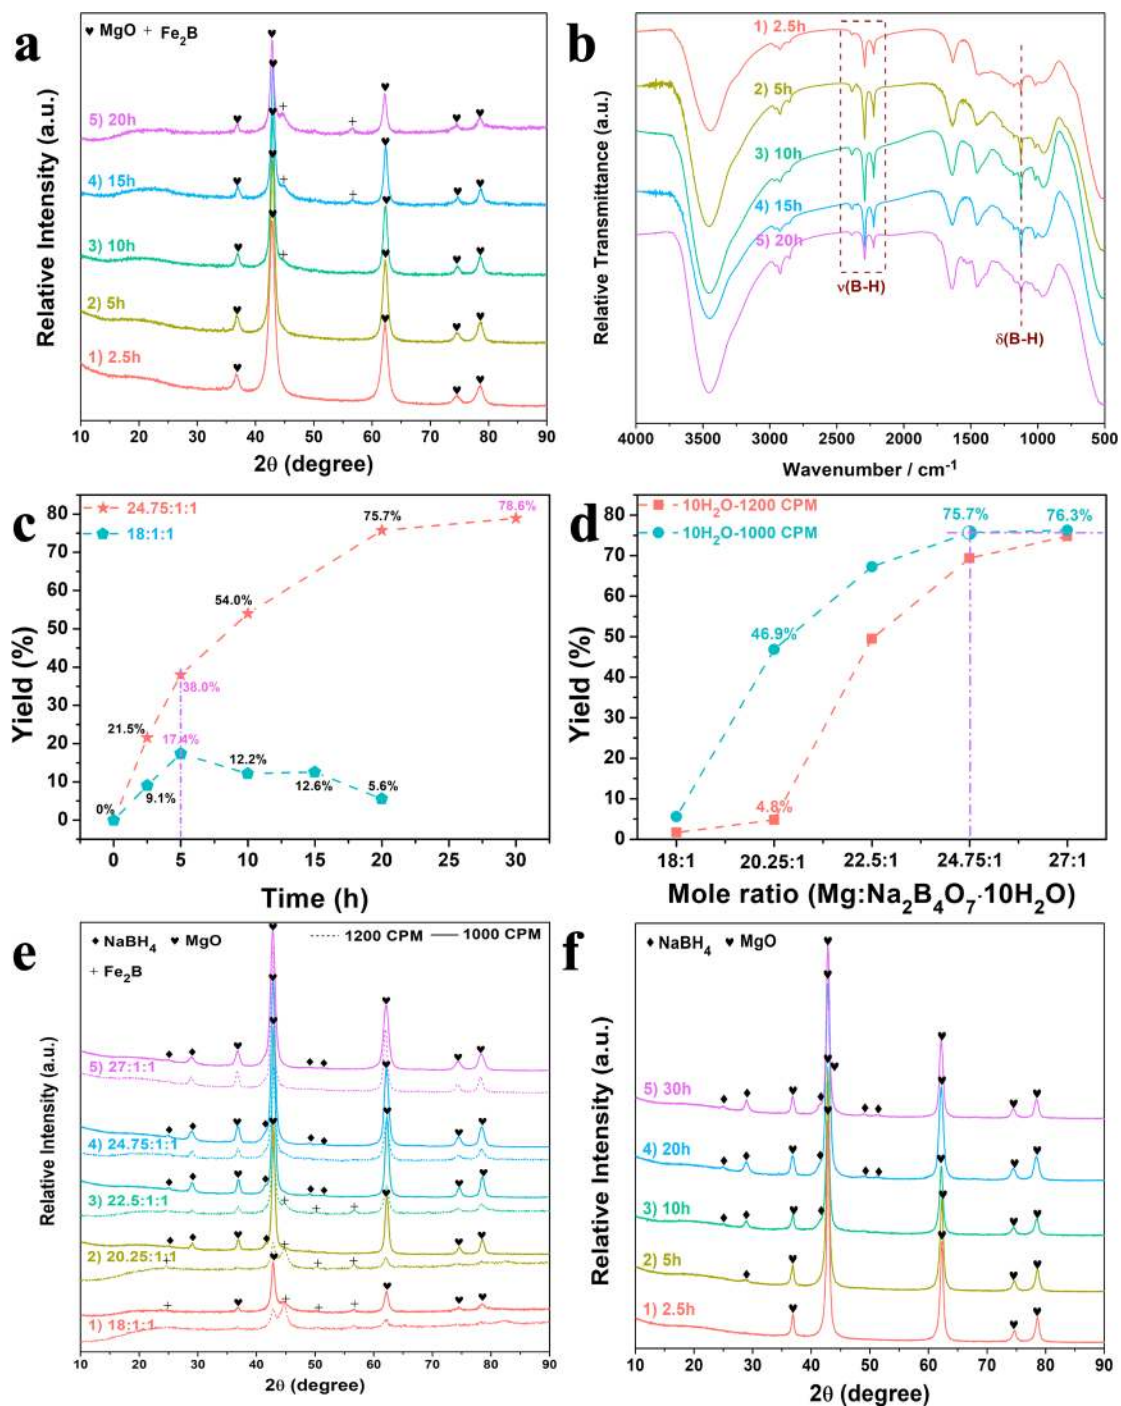 a
♥ MgO + Fe2B
5) 20h
4) 15h
3) 10h
2) 5h
1) 2.5h
Relative Intensity (a.u.)
10 20 30 40 50 60 70 80 90
2θ (degree)
b
1) 2.5h
2) 5h
3) 10h
4) 15h
5) 20h
ν(B-H)
δ(B-H)
Relative Transmittance (a.u.)
4000 3500 3000 2500 2000 1500 1000 500
Wavenumber / cm-1
c
24.75:1:1
18:1:1
78.6%
75.7%
54.0%
38.0%
21.5%
17.4%
12.2%
12.6%
9.1%
5.6%
0%
80
70
60
50
40
30
20
10
0
Yield (%)
0 5 10 15 20 25 30
Time (h)
d
10H2O-1200 CPM
10H2O-1000 CPM
75.7%
76.3%
46.9%
4.8%
80
70
60
50
40
30
20
10
0
Yield (%)
18:1 20.25:1 22.5:1 24.75:1 27:1
Mole ratio (Mg:Na2B4O7·10H2O)
e
♦ NaBH4 ♥ MgO
+ Fe2B
1200 CPM 1000 CPM
5) 27:1:1
4) 24.75:1:1
3) 22.5:1:1
2) 20.25:1:1
1) 18:1:1
Relative Intensity (a.u.)
10 20 30 40 50 60 70 80 90
2θ (degree)
f
♦ NaBH4 ♥ MgO
5) 30h
4) 20h
3) 10h
2) 5h
1) 2.5h
Relative Intensity (a.u.)
10 20 30 40 50 60 70 80 90
2θ (degree)